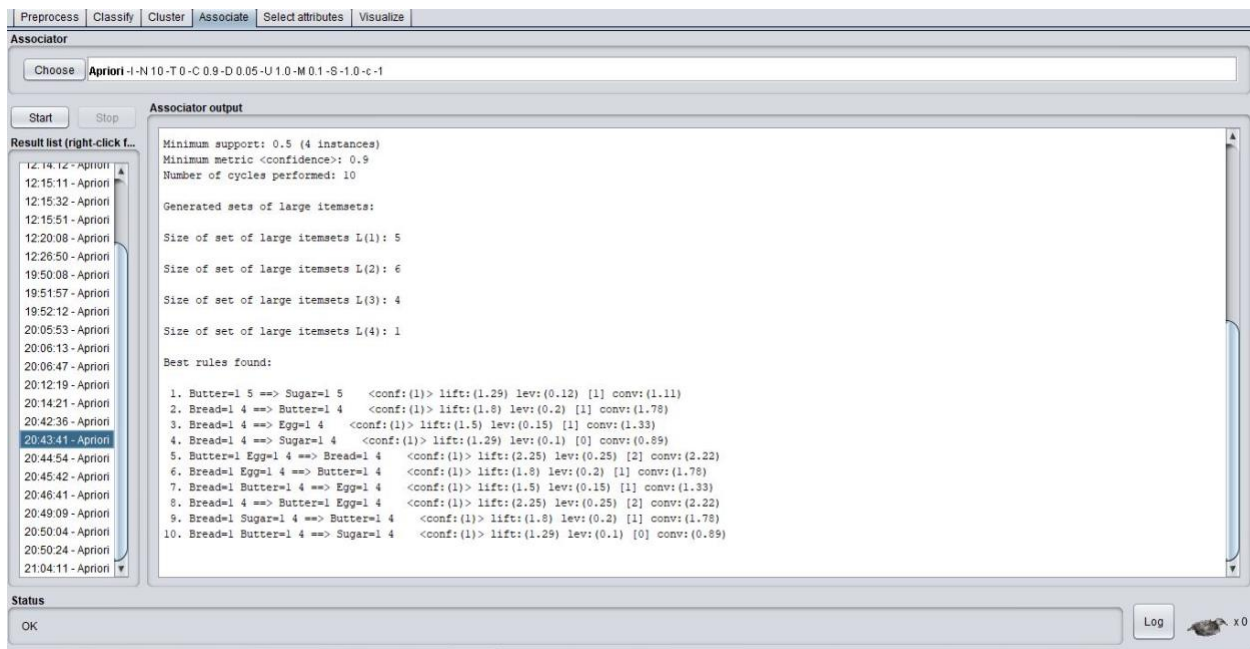 Preprocess Classify Cluster Associate Select attributes Visualize
Associator
Choose Apriori -I -N 10 -T 0 -C 0.9 -D 0.05 -U 1.0 -M 0.1 -S -1.0 -c -1
Start Stop
Result list (right-click f...
12:14:12 - Apriori
12:15:11 - Apriori
12:15:32 - Apriori
12:15:51 - Apriori
12:20:08 - Apriori
12:26:50 - Apriori
19:50:08 - Apriori
19:51:57 - Apriori
19:52:12 - Apriori
20:05:53 - Apriori
20:06:13 - Apriori
20:06:47 - Apriori
20:12:19 - Apriori
20:14:21 - Apriori
20:42:36 - Apriori
20:43:41 - Apriori
20:44:54 - Apriori
20:45:42 - Apriori
20:46:41 - Apriori
20:49:09 - Apriori
20:50:04 - Apriori
20:50:24 - Apriori
21:04:11 - Apriori
Associator output
Minimum support: 0.5 (4 instances)
Minimum metric <confidence>: 0.9
Number of cycles performed: 10
Generated sets of large itemsets:
Size of set of large itemsets L(1): 5
Size of set of large itemsets L(2): 6
Size of set of large itemsets L(3): 4
Size of set of large itemsets L(4): 1
Best rules found:
1. Butter=1 5 ==> Sugar=1 5 <conf:(1)> lift:(1.29) lev:(0.12) [1] conv:(1.11)
2. Bread=1 4 ==> Butter=1 4 <conf:(1)> lift:(1.8) lev:(0.2) [1] conv:(1.78)
3. Bread=1 4 ==> Egg=1 4 <conf:(1)> lift:(1.5) lev:(0.15) [1] conv:(1.33)
4. Bread=1 4 ==> Sugar=1 4 <conf:(1)> lift:(1.29) lev:(0.1) [0] conv:(0.89)
5. Butter=1 Egg=1 4 ==> Bread=1 4 <conf:(1)> lift:(2.25) lev:(0.25) [2] conv:(2.22)
6. Bread=1 Egg=1 4 ==> Butter=1 4 <conf:(1)> lift:(1.8) lev:(0.2) [1] conv:(1.78)
7. Bread=1 Butter=1 4 ==> Egg=1 4 <conf:(1)> lift:(1.5) lev:(0.15) [1] conv:(1.33)
8. Bread=1 4 ==> Butter=1 Egg=1 4 <conf:(1)> lift:(2.25) lev:(0.25) [2] conv:(2.22)
9. Bread=1 Sugar=1 4 ==> Butter=1 4 <conf:(1)> lift:(1.8) lev:(0.2) [1] conv:(1.78)
10. Bread=1 Butter=1 4 ==> Sugar=1 4 <conf:(1)> lift:(1.29) lev:(0.1) [0] conv:(0.89)
Status
OK
Log x 0